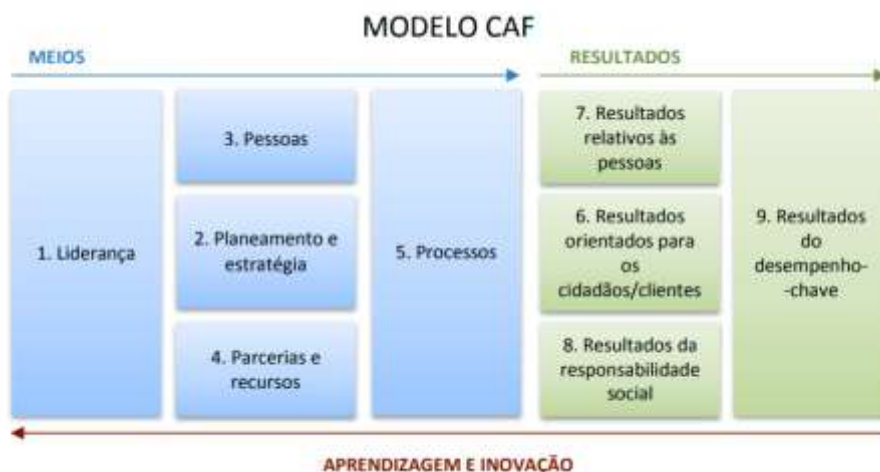 MODELO CAF
MEIOS
RESULTADOS
1. Liderança
3. Pessoas
2. Planeamento e
estratégia
4. Parcerias e
recursos
5. Processos
7. Resultados
relativos às
pessoas
6. Resultados
orientados para
os
cidadãos/clientes
8. Resultados da
responsabilidade
social
9. Resultados
do
desempenho-
-chave
APRENDIZAGEM E INOVAÇÃO